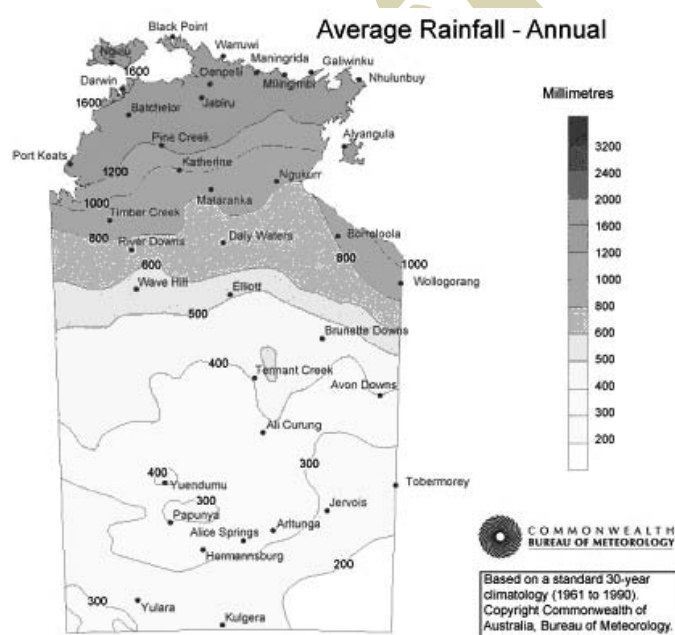 Average Rainfall - Annual
Black Point
Nguiu
Warruwi
1600
Maningrida
Galiwinku
Darwin
Oenpelli
Milingimbi
Nhulunbuy
1600
Jabiru
Batchelor
Pine Creek
Alyangula
Port Keats
Katherine
1200
Ngukurr
Mataranka
1000
Timber Creek
800
River Downs
Daly Waters
Borroloola
600
800
1000
Wave Hill
Elliott
Wollogorang
500
Brunette Downs
400
Tennant Creek
Avon Downs
Ali Curung
300
400
Yuendumu
Tobermorey
300
Papunya
Jervois
Alice Springs
Arltunga
Hermannsburg
200
300
Yulara
Kulgera
Millimetres
3200
2400
2000
1600
1200
1000
800
600
500
400
300
200
COMMONWEALTH
BUREAU OF METEOROLOGY
Based on a standard 30-year
climatology (1961 to 1990).
Copyright Commonwealth of
Australia, Bureau of Meteorology.